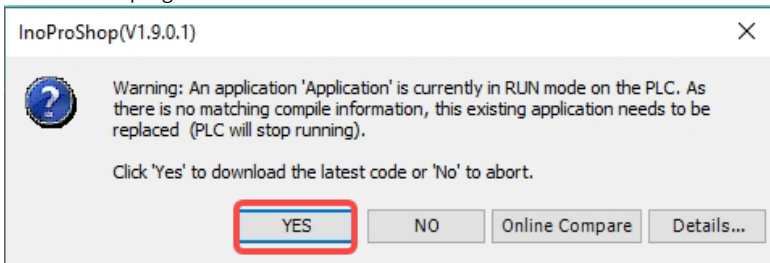 InoProShop(V1.9.0.1)
Warning: An application 'Application' is currently in RUN mode on the PLC. As
there is no matching compile information, this existing application needs to be
replaced (PLC will stop running).
Click 'Yes' to download the latest code or 'No' to abort.
YES NO Online Compare Details...